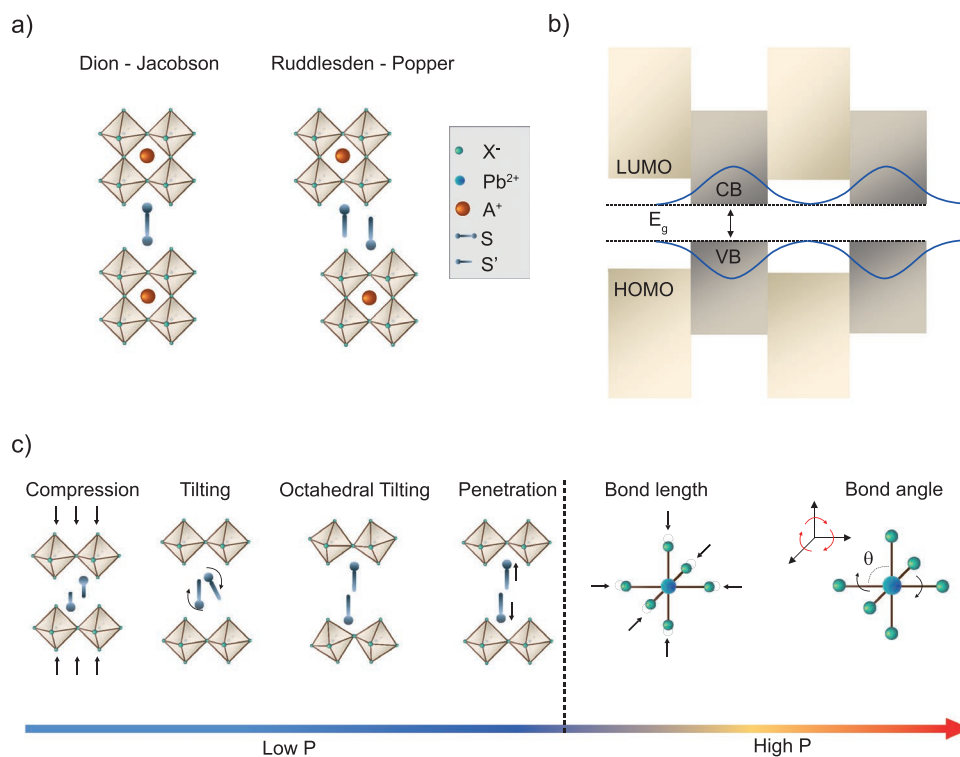 a)
Dion - Jacobson
Ruddlesden - Popper
X⁻
Pb²⁺
A⁺
S
S'
b)
LUMO
CB
E_g
VB
HOMO
c)
Compression
Tilting
Octahedral Tilting
Penetration
Bond length
Bond angle
θ
Low P
High P